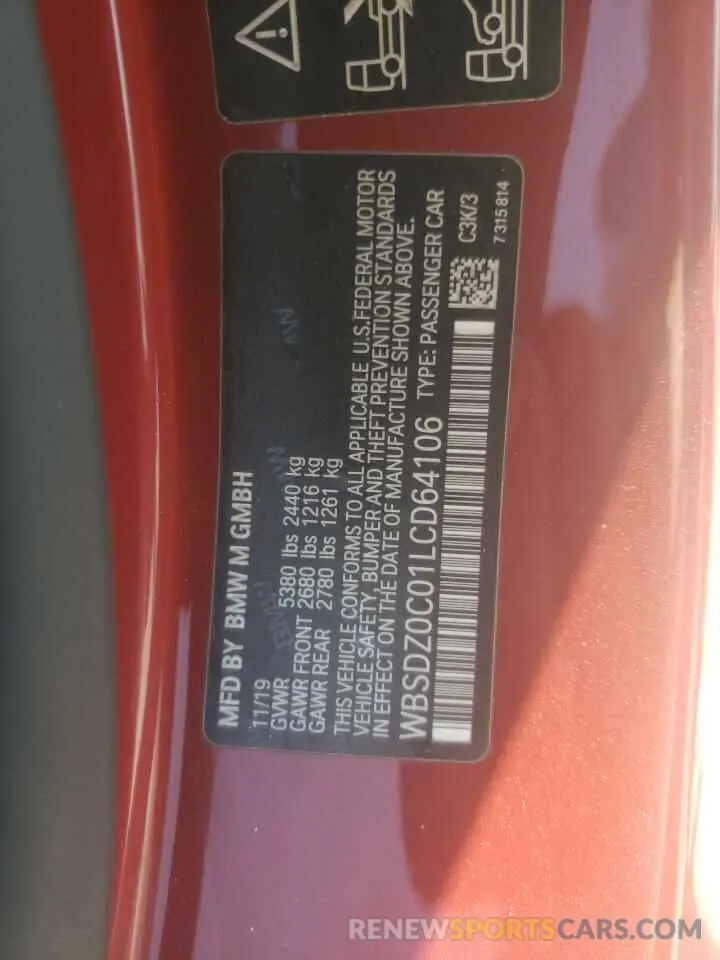 MFD BY BMW M GMBH
11/19
GVWR 5380 lbs 2440 kg
GAWR FRONT 2680 lbs 1216 kg
GAWR REAR 2780 lbs 1261 kg
THIS VEHICLE CONFORMS TO ALL APPLICABLE U.S.FEDERAL MOTOR
VEHICLE SAFETY, BUMPER AND THEFT PREVENTION STANDARDS
IN EFFECT ON THE DATE OF MANUFACTURE SHOWN ABOVE.
WBSDZ0C01LCD64106 TYPE: PASSENGER CAR
C3K/3
7 315 814
RENEWSPORTSCARS.COM